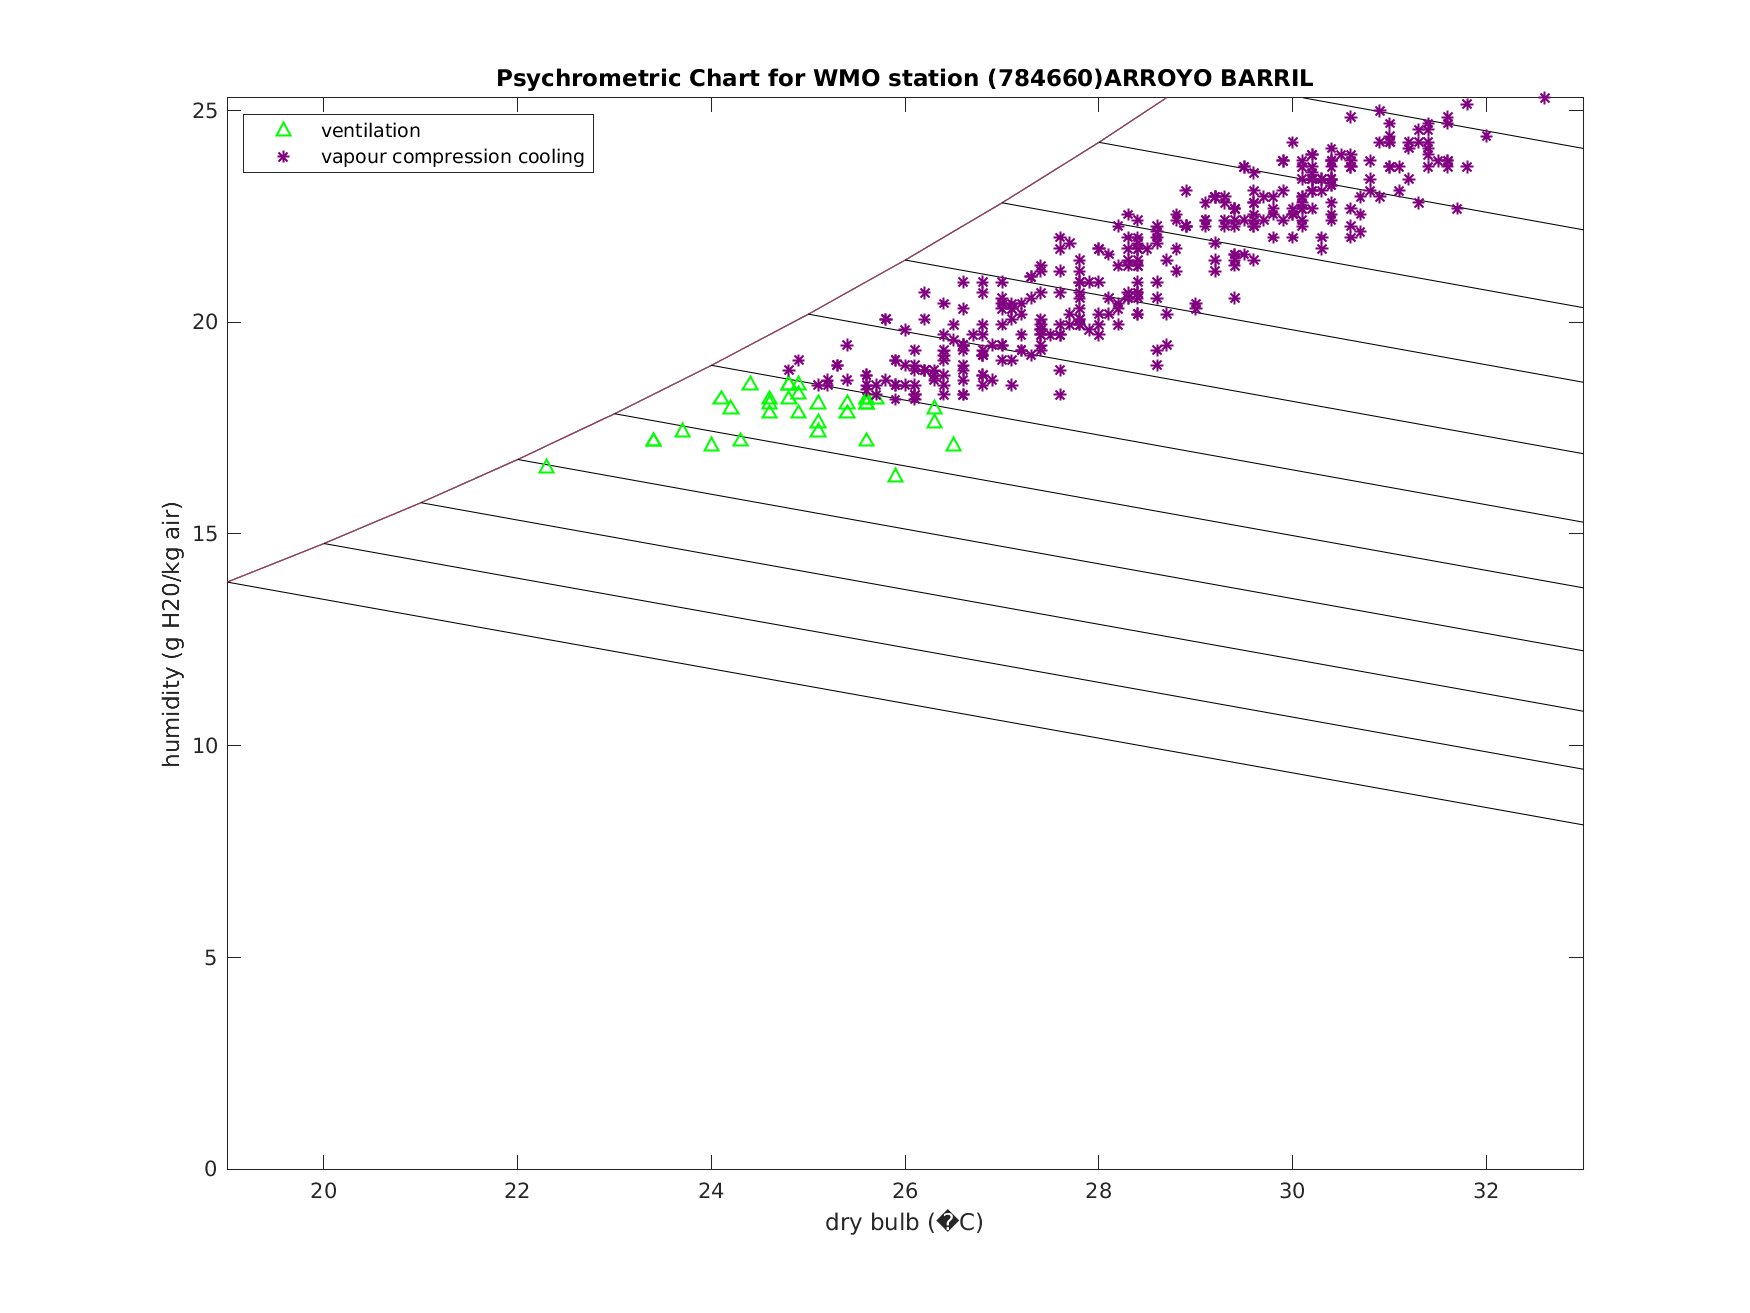 Psychrometric Chart for WMO station (784660)ARROYO BARRIL
ventilation
vapour compression cooling
humidity (g H20/kg air)
25
20
15
10
5
0
20 22 24 26 28 30 32
dry bulb (�C)